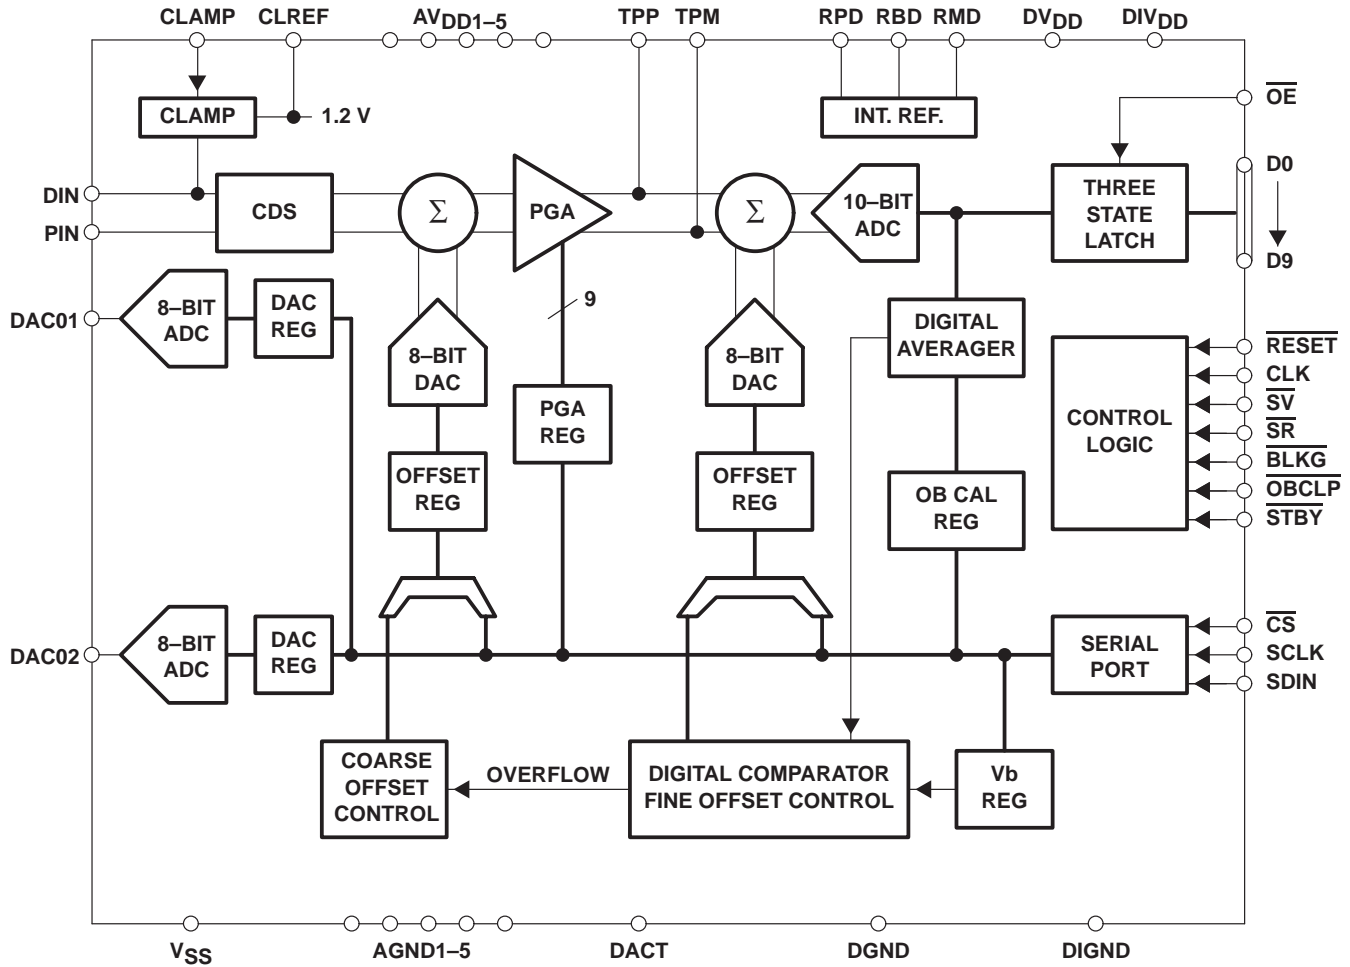 CLAMP CLREF AVDD1–5 TPP TPM RPD RBD RMD DVDD DIVDD
OE
CLAMP
1.2 V
INT. REF.
DIN
PIN
CDS
Σ
PGA
Σ
10–BIT
ADC
THREE
STATE
LATCH
D0
D9
DAC01
8–BIT
ADC
DAC
REG
9
8–BIT
DAC
8–BIT
DAC
DIGITAL
AVERAGER
PGA
REG
CONTROL
LOGIC
RESET
CLK
SV
SR
BLKG
OBCLP
STBY
OFFSET
REG
OFFSET
REG
OB CAL
REG
DAC02
8–BIT
ADC
DAC
REG
SERIAL
PORT
CS
SCLK
SDIN
COARSE
OFFSET
CONTROL
OVERFLOW
DIGITAL COMPARATOR
FINE OFFSET CONTROL
Vb
REG
VSS AGND1–5 DACT DGND DIGND